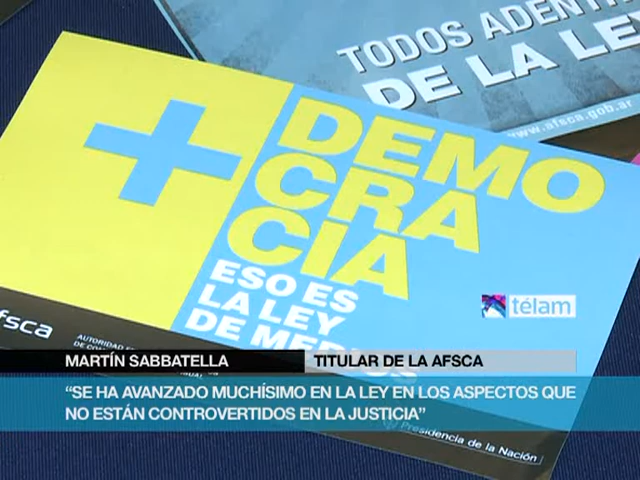 TODOS ADENT
DE LA LE
www.afsca.gob.ar
+ DEMO
CRA
CIA
ESO ES
LA LEY
DE MEDIOS
télam
afsca
AUTORIDAD
MARTÍN SABBATELLA TITULAR DE LA AFSCA
“SE HA AVANZADO MUCHÍSIMO EN LA LEY EN LOS ASPECTOS QUE
NO ESTÁN CONTROVERTIDOS EN LA JUSTICIA”
Presidencia de la Nación